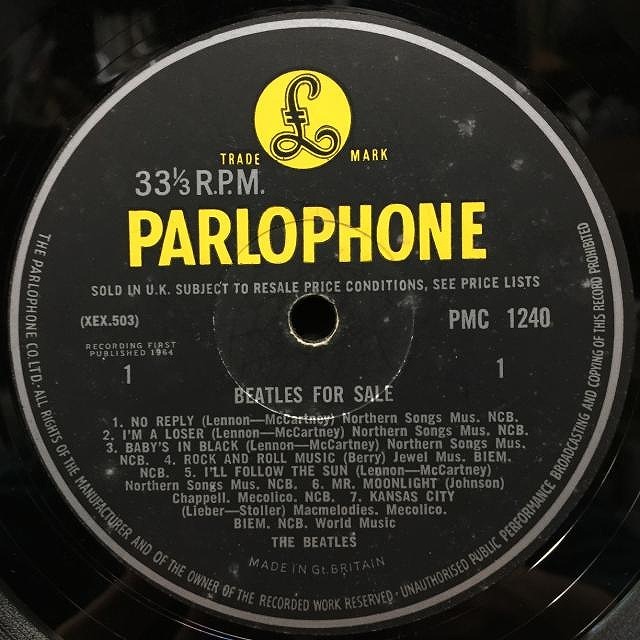 £
TRADE MARK
33⅓ R.P.M.
PARLOPHONE
SOLD IN U.K. SUBJECT TO RESALE PRICE CONDITIONS, SEE PRICE LISTS
(XEX.503) PMC 1240
RECORDING FIRST
PUBLISHED 1964
1 1
BEATLES FOR SALE
1. NO REPLY (Lennon—McCartney) Northern Songs Mus. NCB.
2. I'M A LOSER (Lennon—McCartney) Northern Songs Mus. NCB.
3. BABY'S IN BLACK (Lennon—McCartney) Northern Songs Mus.
NCB. 4. ROCK AND ROLL MUSIC (Berry) Jewel Mus. BIEM.
NCB. 5. I'LL FOLLOW THE SUN (Lennon—McCartney)
Northern Songs Mus. NCB. 6. MR. MOONLIGHT (Johnson)
Chappell. Mecolico. NCB. 7. KANSAS CITY
(Lieber—Stoller) Macmelodies. Mecolico.
BIEM. NCB. World Music
THE BEATLES
MADE IN Gt. BRITAIN
THE PARLOPHONE CO. LTD. · ALL RIGHTS OF THE MANUFACTURER AND OF THE OWNER OF THE RECORDED WORK RESERVED · UNAUTHORISED PUBLIC PERFORMANCE BROADCASTING AND COPYING OF THIS RECORD PROHIBITED